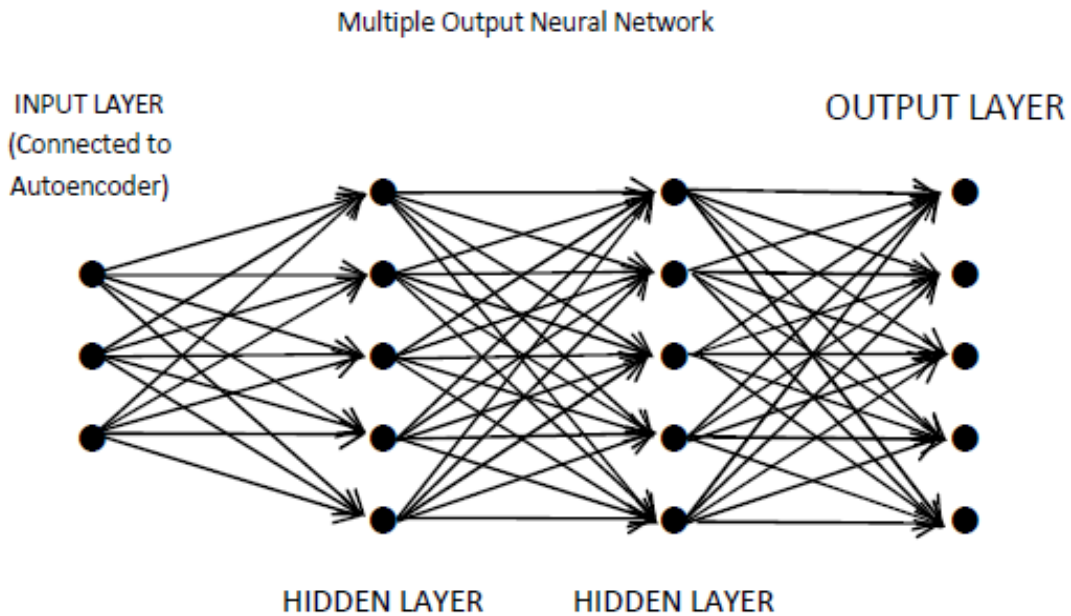 Multiple Output Neural Network
INPUT LAYER
(Connected to
Autoencoder)
OUTPUT LAYER
HIDDEN LAYER
HIDDEN LAYER